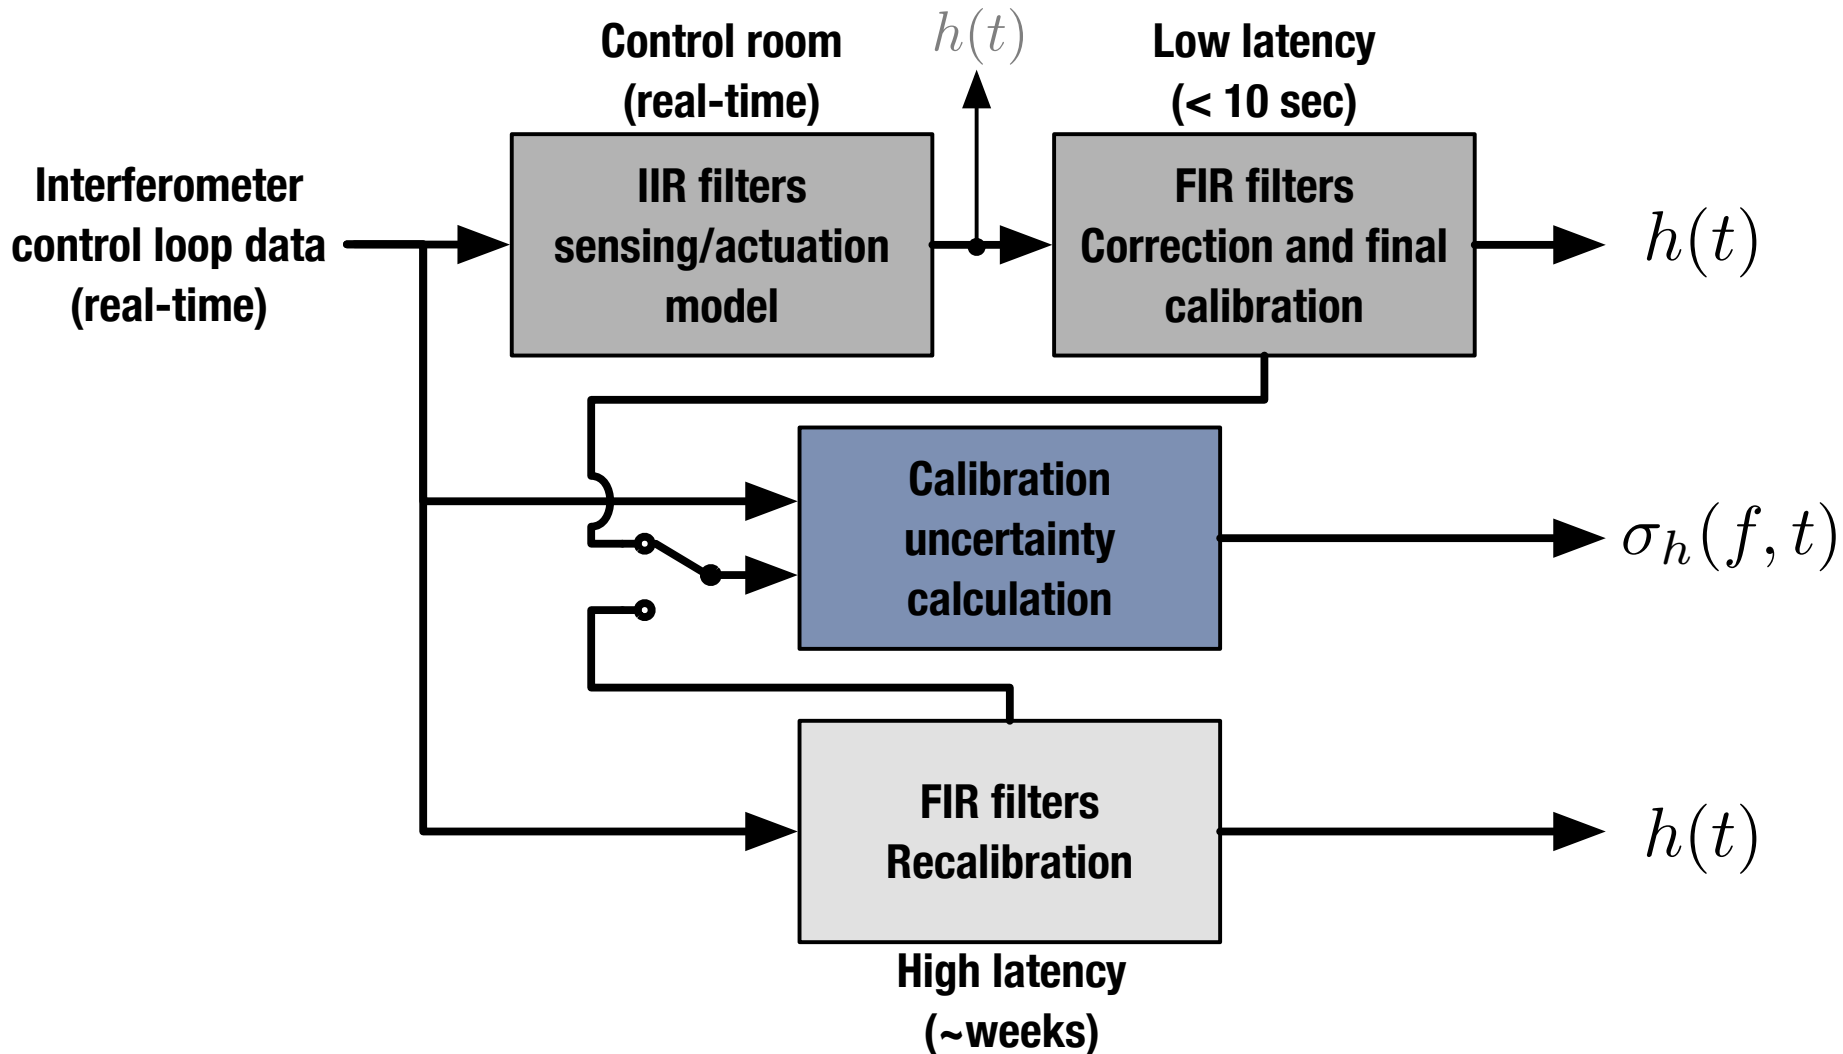 Control room
(real-time)
h(t)
Low latency
(< 10 sec)
Interferometer
control loop data
(real-time)
IIR filters
sensing/actuation
model
FIR filters
Correction and final
calibration
h(t)
Calibration
uncertainty
calculation
σₕ(f, t)
FIR filters
Recalibration
h(t)
High latency
(~weeks)